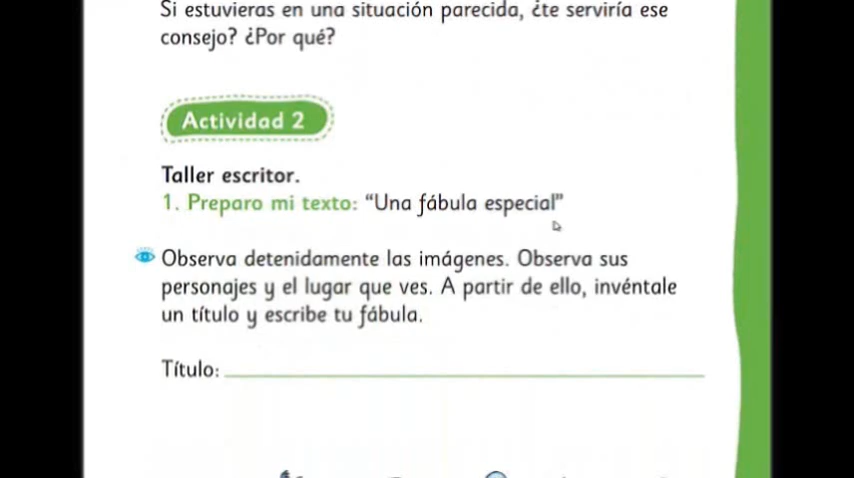 Si estuvieras en una situación parecida, ¿te serviría ese
consejo? ¿Por qué?
Actividad 2
Taller escritor.
1. Preparo mi texto: “Una fábula especial”
Observa detenidamente las imágenes. Observa sus
personajes y el lugar que ves. A partir de ello, invéntale
un título y escribe tu fábula.
Título: